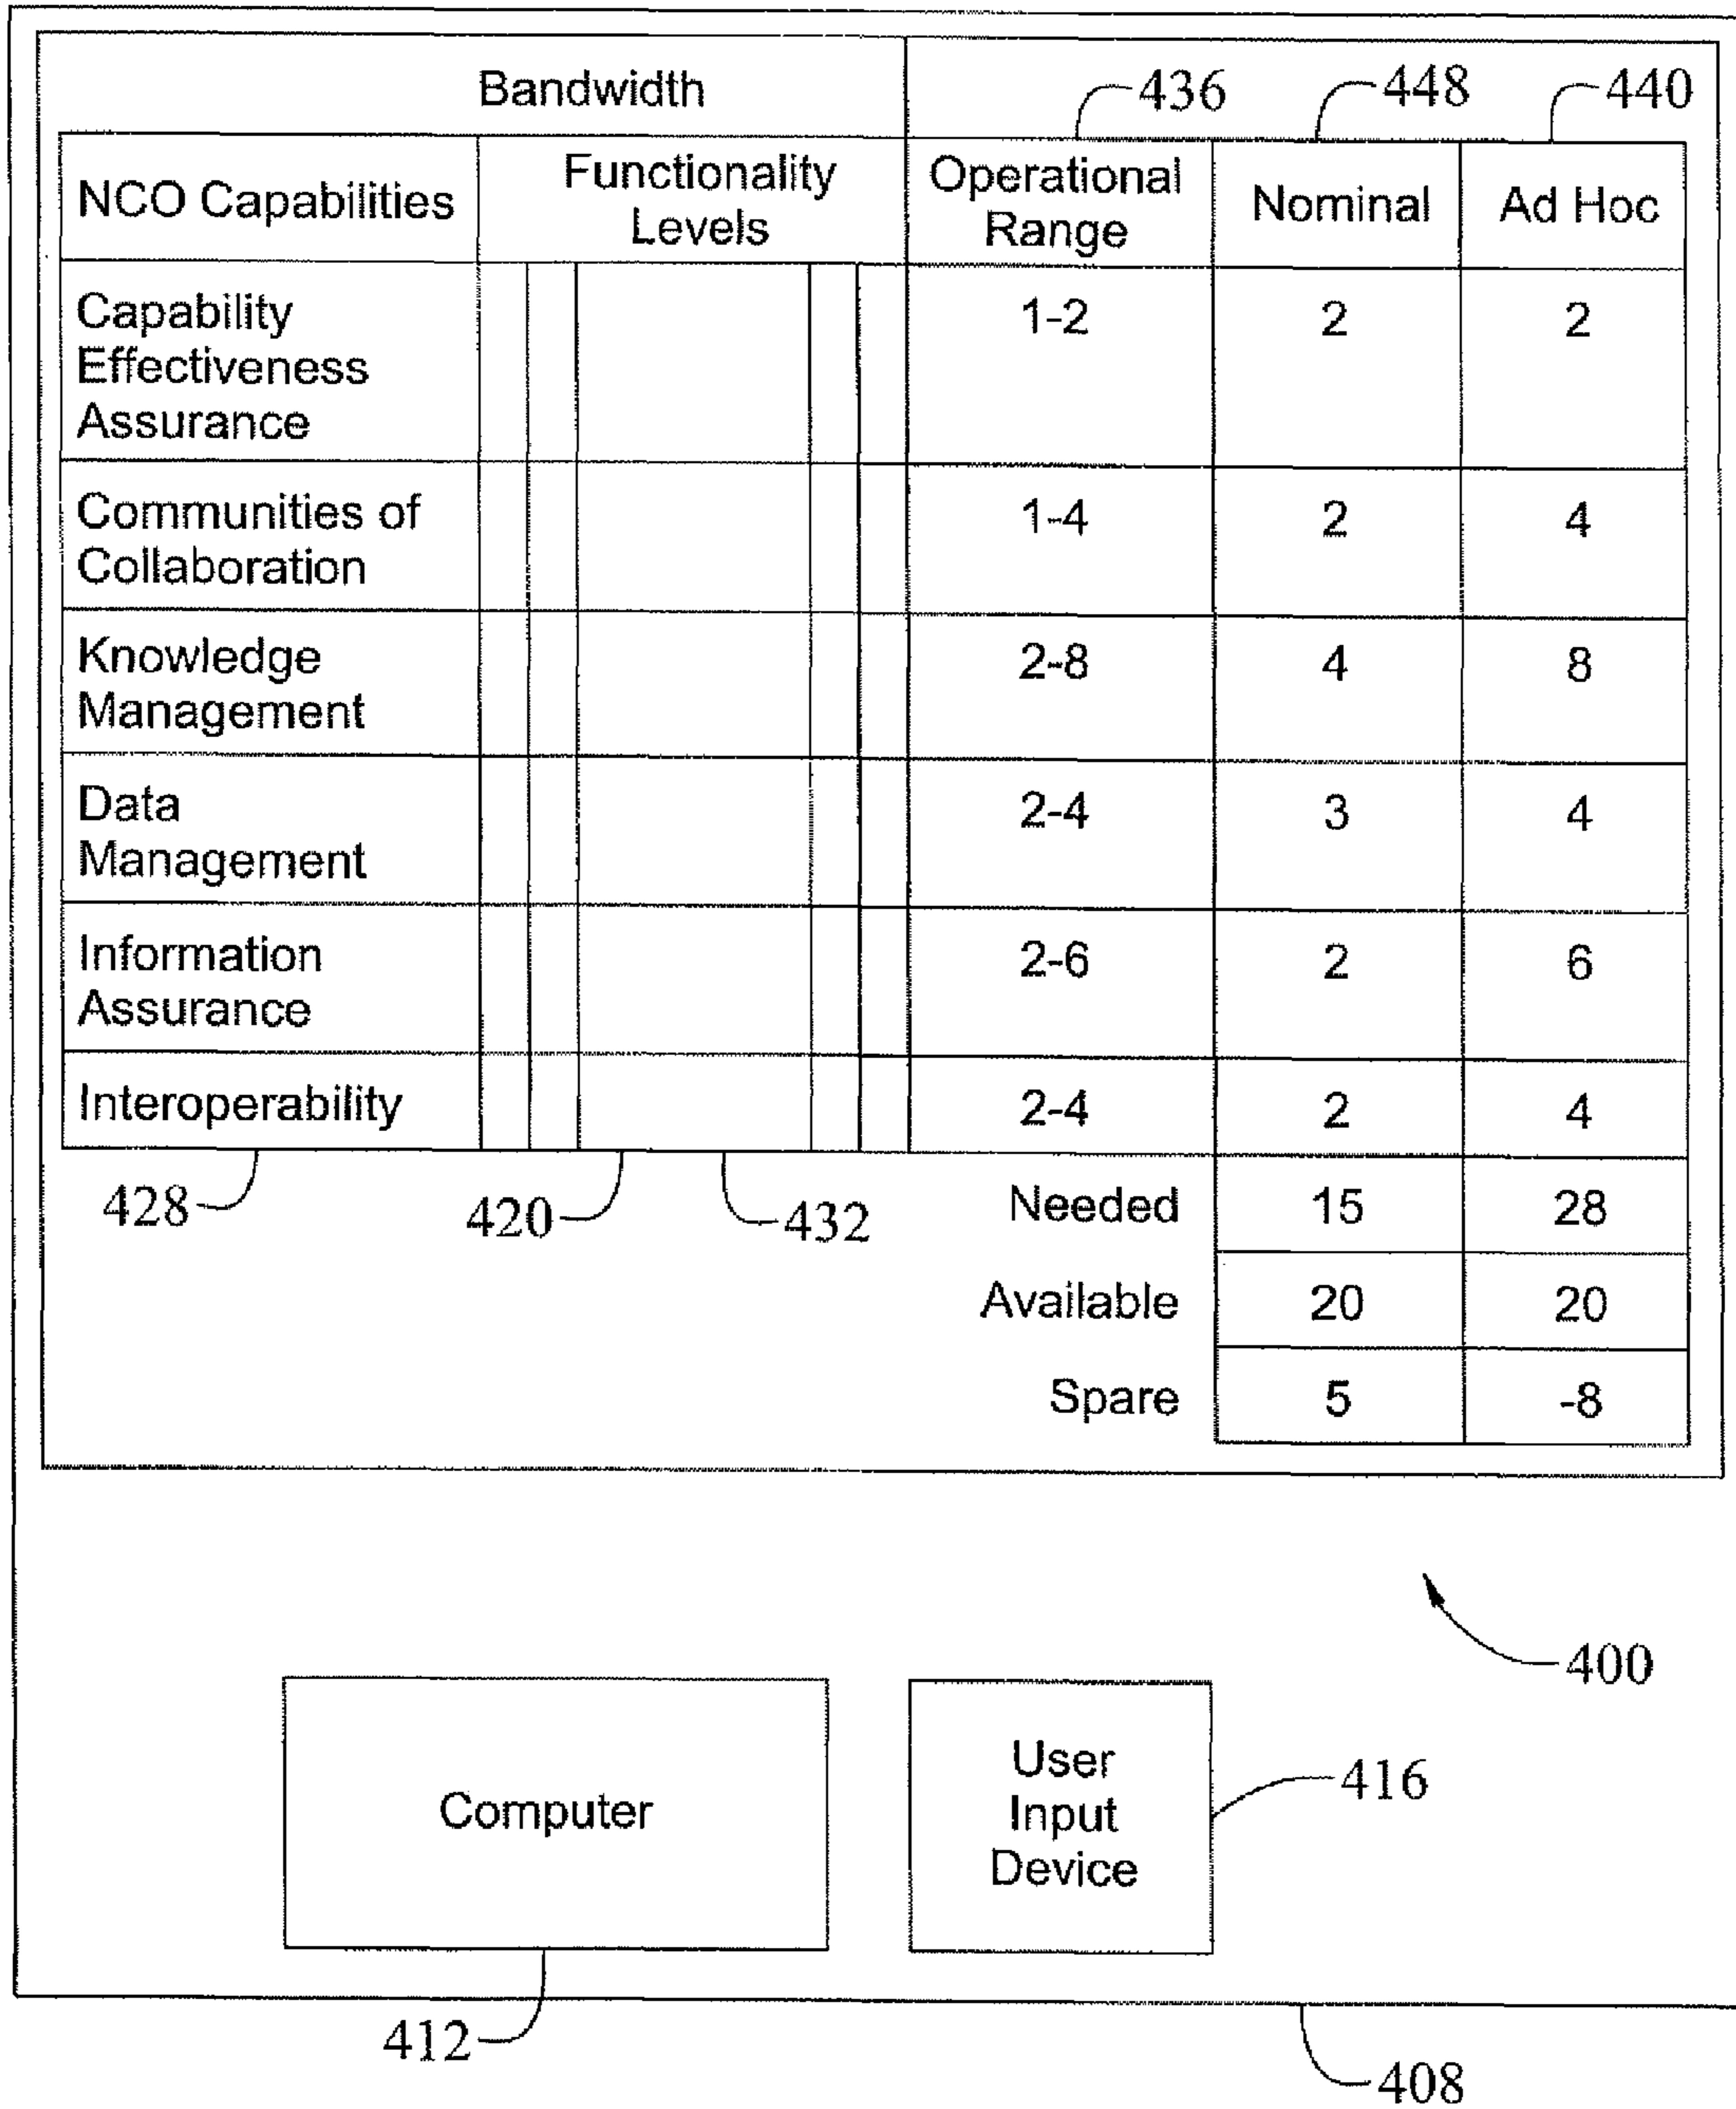 Bandwidth
436 448 440
NCO Capabilities Functionality Levels Operational Range Nominal Ad Hoc
Capability Effectiveness Assurance 1-2 2 2
Communities of Collaboration 1-4 2 4
Knowledge Management 2-8 4 8
Data Management 2-4 3 4
Information Assurance 2-6 2 6
Interoperability 2-4 2 4
428 420 432
Needed 15 28
Available 20 20
Spare 5 -8
400
Computer
User
Input
Device
416
412
408